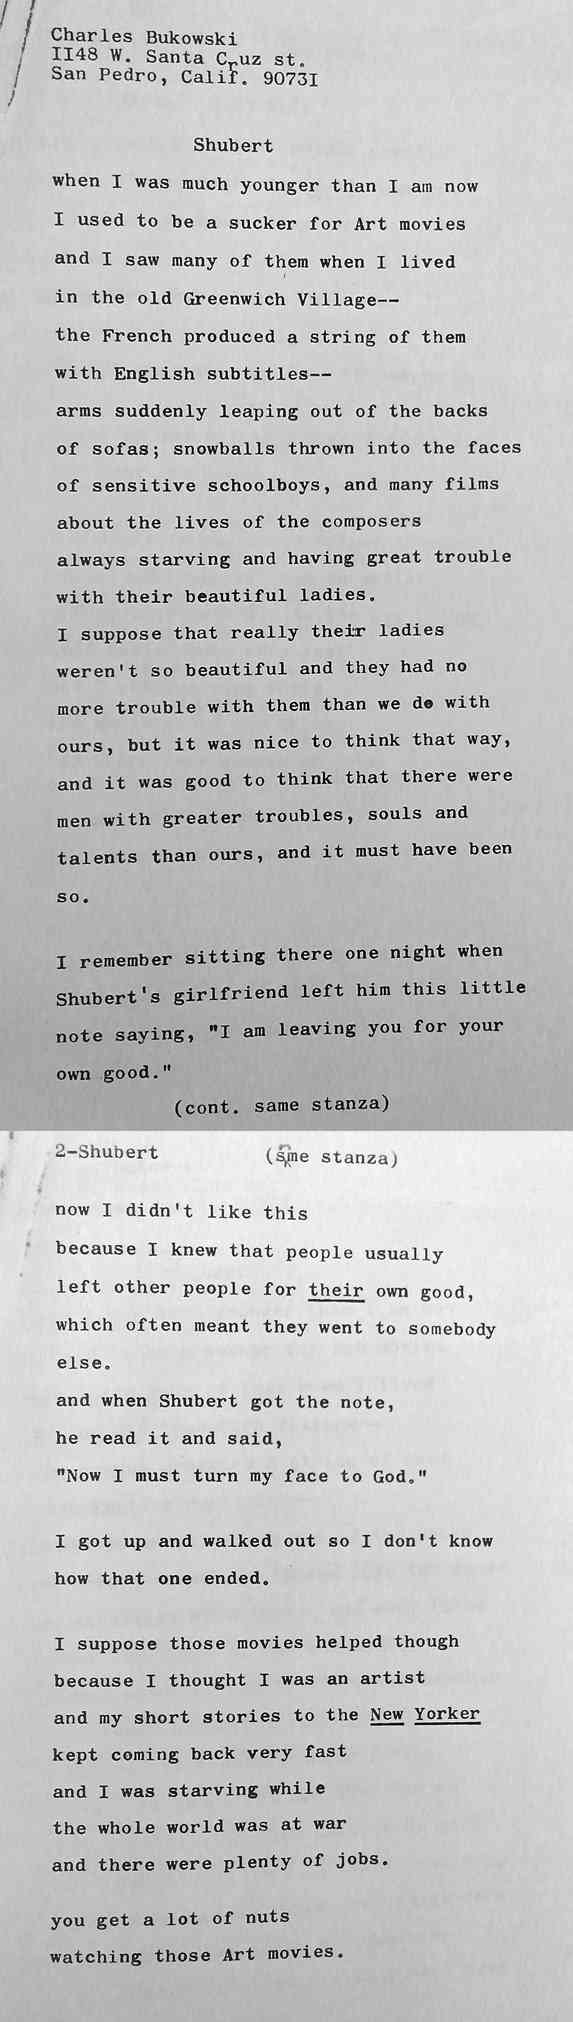 Charles Bukowski
II48 W. Santa Cruz st.
San Pedro, Calif. 9073I
Shubert
when I was much younger than I am now
I used to be a sucker for Art movies
and I saw many of them when I lived
in the old Greenwich Village--
the French produced a string of them
with English subtitles--
arms suddenly leaping out of the backs
of sofas; snowballs thrown into the faces
of sensitive schoolboys, and many films
about the lives of the composers
always starving and having great trouble
with their beautiful ladies.
I suppose that really their ladies
weren't so beautiful and they had no
more trouble with them than we do with
ours, but it was nice to think that way,
and it was good to think that there were
men with greater troubles, souls and
talents than ours, and it must have been
so.
I remember sitting there one night when
Shubert's girlfriend left him this little
note saying, "I am leaving you for your
own good."
(cont. same stanza)
2-Shubert (same stanza)
now I didn't like this
because I knew that people usually
left other people for their own good,
which often meant they went to somebody
else.
and when Shubert got the note,
he read it and said,
"Now I must turn my face to God."
I got up and walked out so I don't know
how that one ended.
I suppose those movies helped though
because I thought I was an artist
and my short stories to the New Yorker
kept coming back very fast
and I was starving while
the whole world was at war
and there were plenty of jobs.
you get a lot of nuts
watching those Art movies.